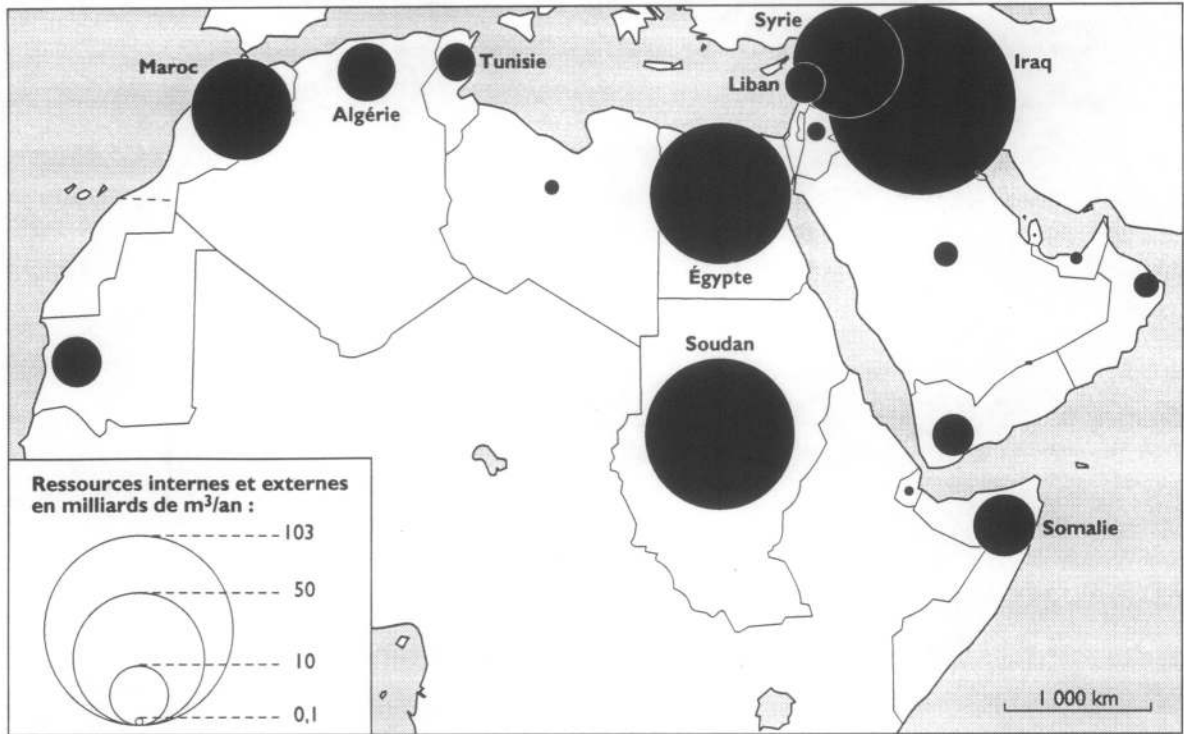 Maroc
Algérie
Tunisie
Syrie
Liban
Iraq
Égypte
Soudan
Somalie
Ressources internes et externes
en milliards de m³/an :
103
50
10
0,1
1 000 km